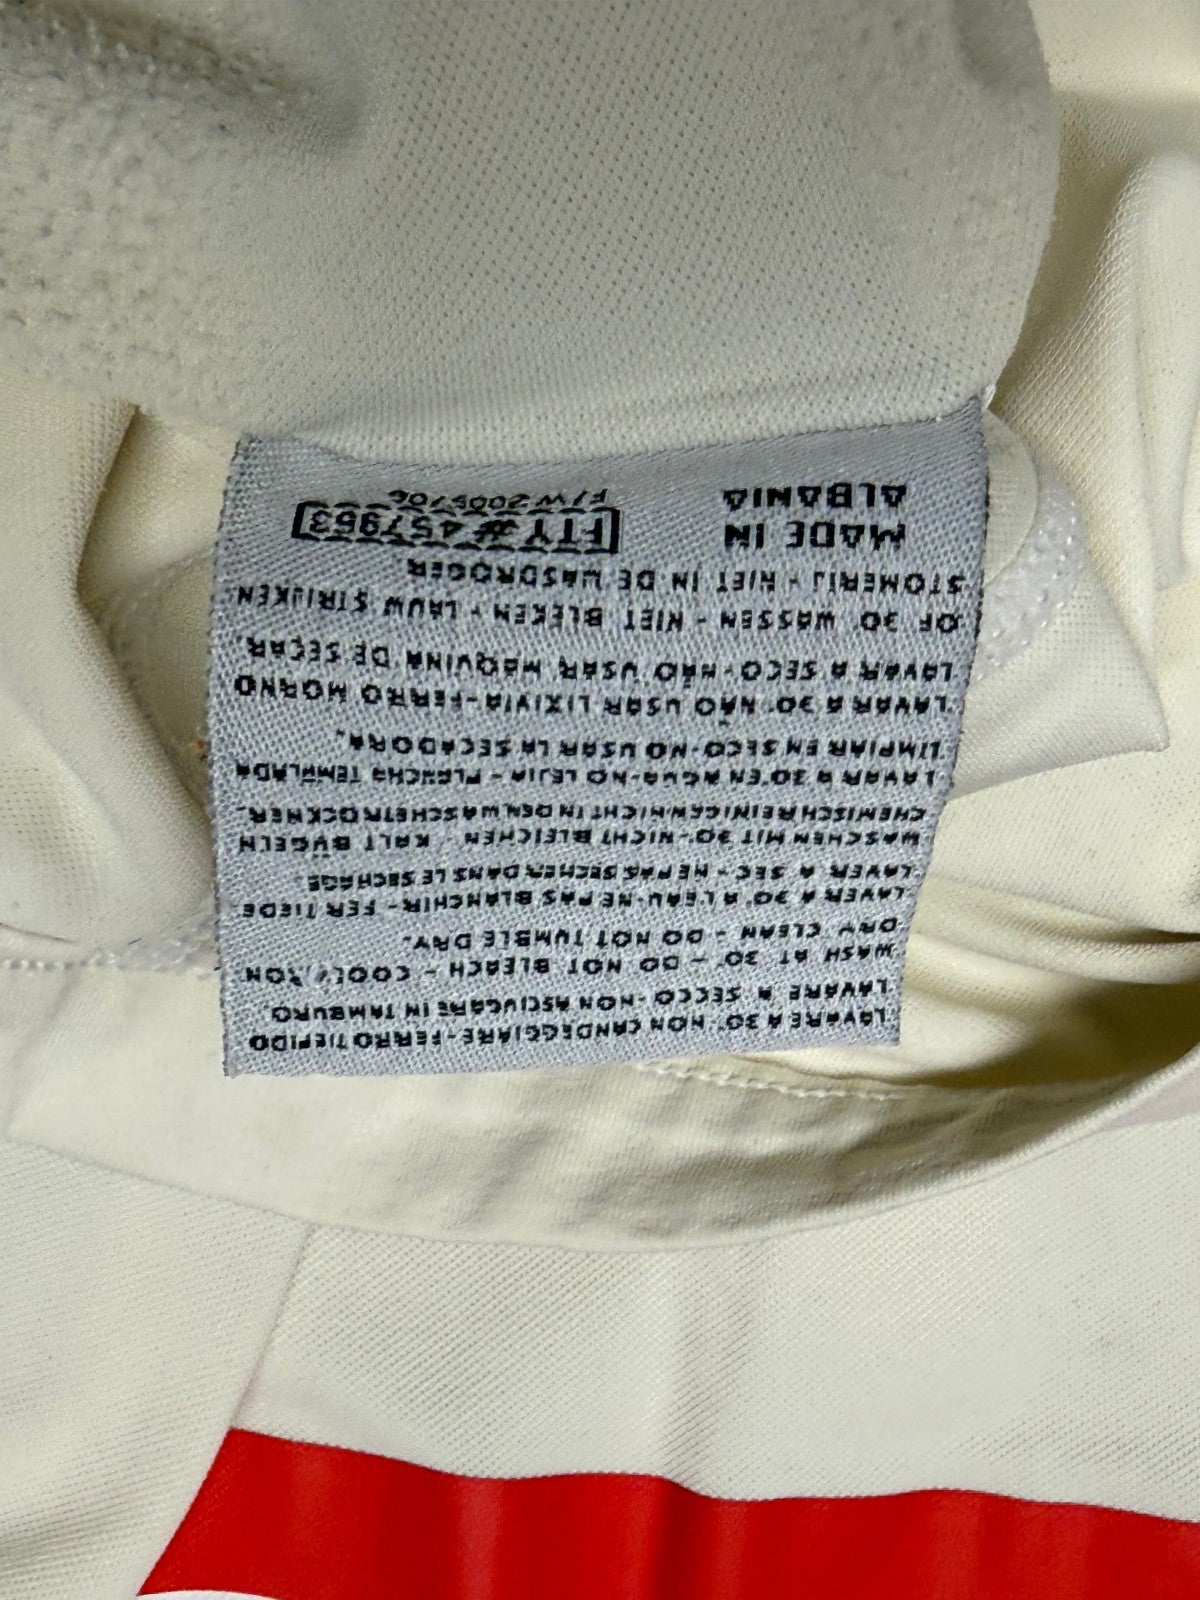 LAVARE A 30°. NON CANDEGGIARE-FERRO TIEPIDO
LAVARE A SECCO-NON ASCIUGARE IN TAMBURO.
WASH AT 30° - DO NOT BLEACH - COOL IRON
DRY CLEAN - DO NOT TUMBLE DRY.
LAVER A 30°. A L'EAU-NE PAS BLANCHIR- FER TIEDE
LAVER A SEC- NE PAS SECHER DANS LE SECHAGE.
WASCHEN MIT 30°-NICHT BLEICHEN - KALT BÜGELN
CHEMISCH REINIGEN-NICHT IN DEN WASCHETROCKNER.
LAVAR A 30°EN AGUA-NO LEJIA- PLANCHA TEMPLADA
LIMPIAR EN SECO-NO USAR LA SECADORA.
LAVAR A 30°. NÃO USAR LIXIVIA-FERRO MORNO
LAVAR A SECO-NÃO USAR MAQUINA DE SECAR.
OF 30°. WASSEN - NIET BLEKEN - LAUW STRIJKEN.
STOMERIJ - NIET IN DE WASDROGER
MADE IN
ALBANIA
FTY # 457953
F/W 2005/06